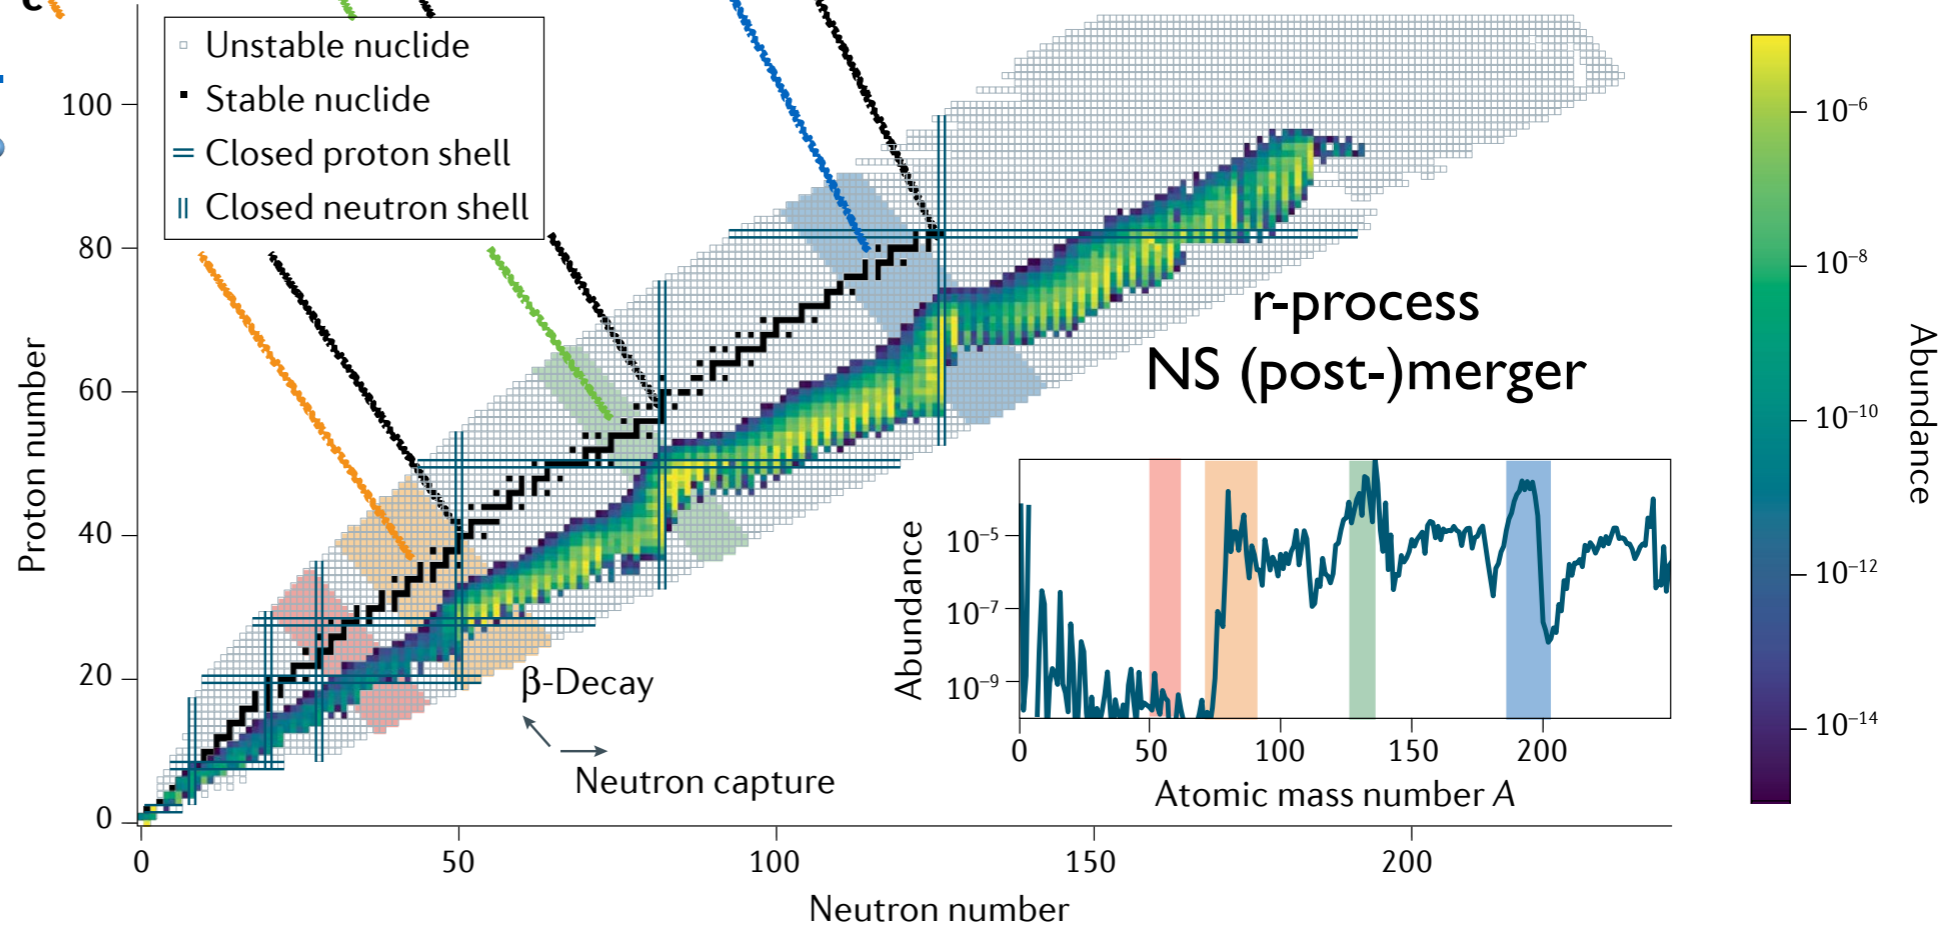 c
Unstable nuclide
Stable nuclide
Closed proton shell
Closed neutron shell
100
80
60
40
20
0
Proton number
0
50
100
150
200
Neutron number
β-Decay
Neutron capture
r-process
NS (post-)merger
10⁻⁵
10⁻⁷
10⁻⁹
Abundance
0
50
100
150
200
Atomic mass number A
10⁻⁶
10⁻⁸
10⁻¹⁰
10⁻¹²
10⁻¹⁴
Abundance